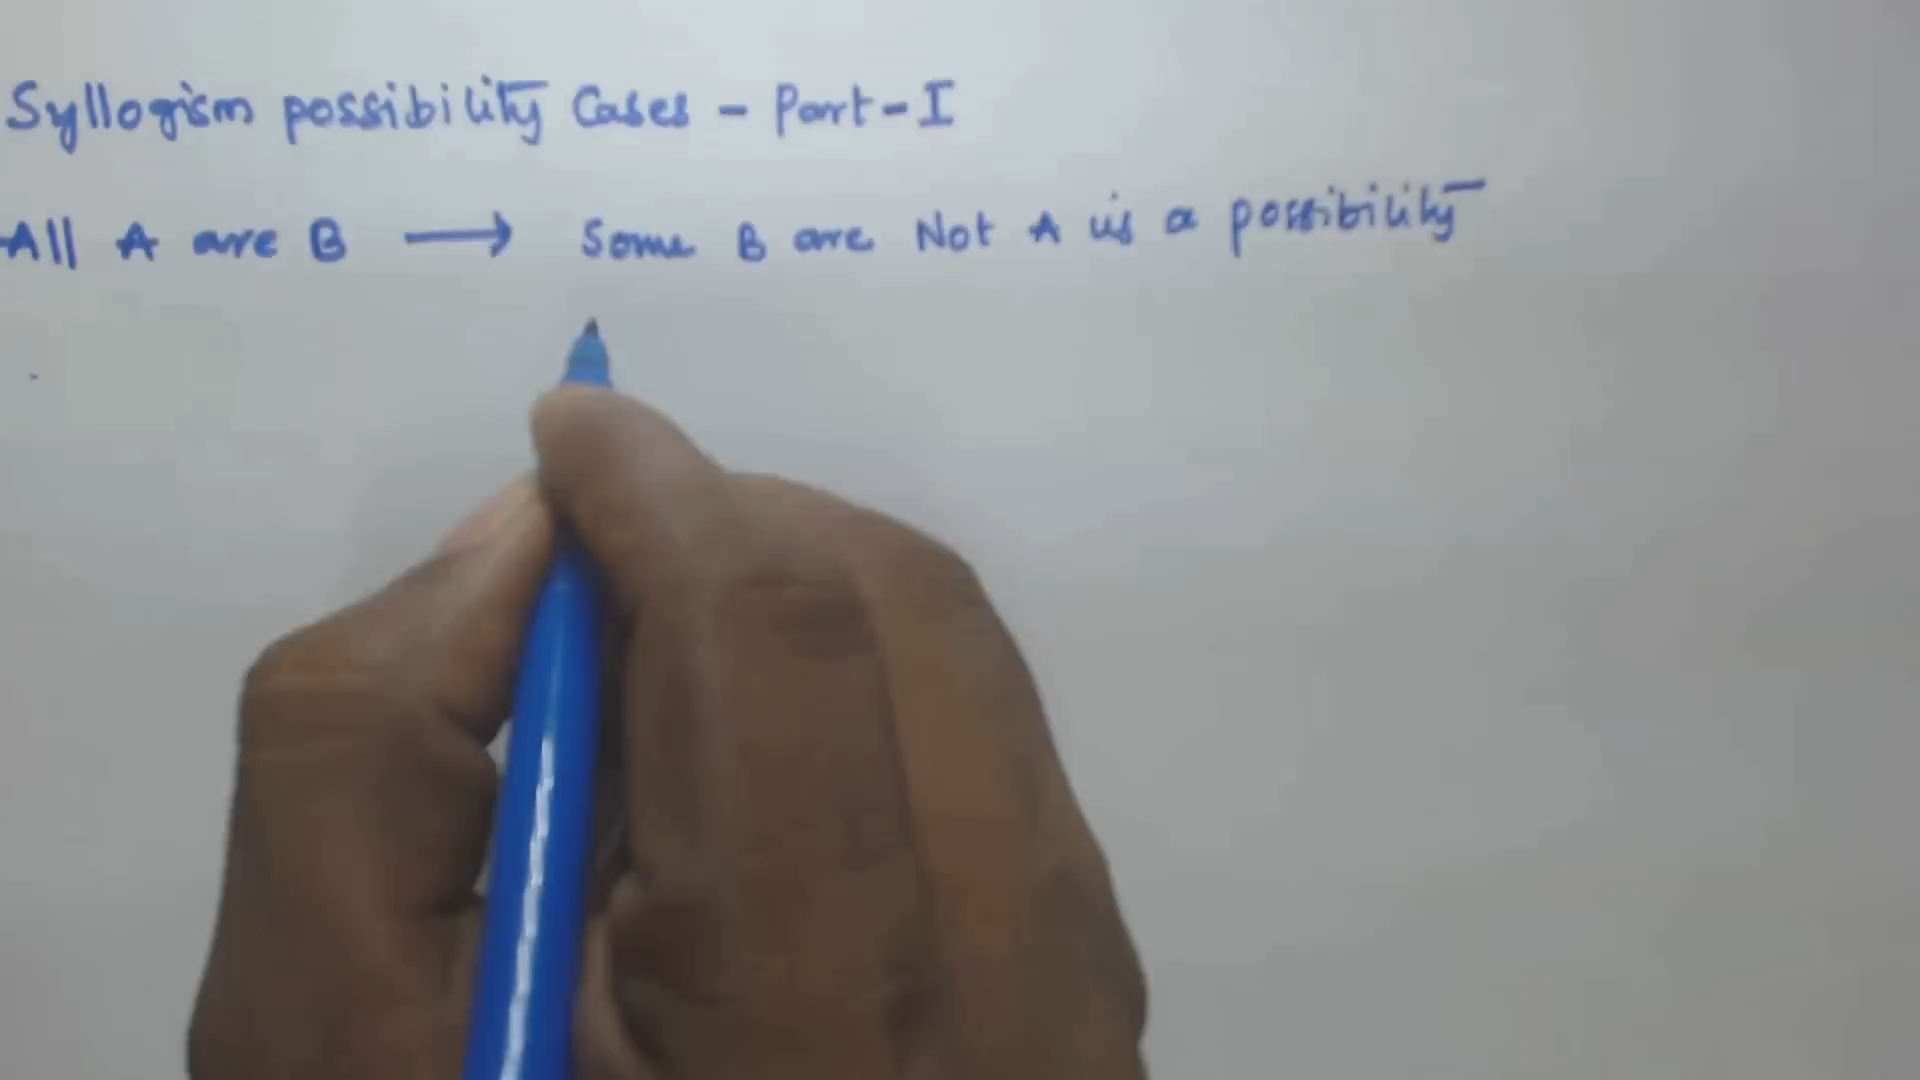 Syllogism possibility Cases - Part-I
All A are B → Some B are Not A is a possibility